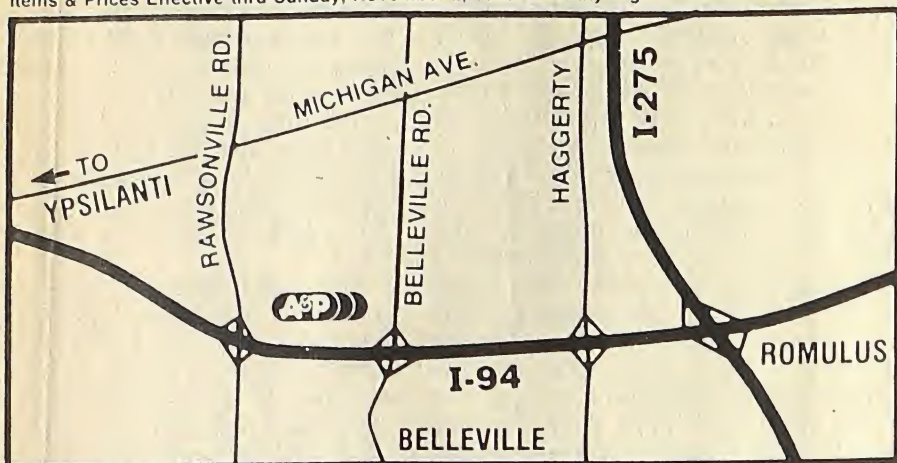 Items & Prices Effective thru Sunday,
RAWSONVILLE RD.
MICHIGAN AVE.
BELLEVILLE RD.
HAGGERTY
I-275
← TO
YPSILANTI
A&P
I-94
ROMULUS
BELLEVILLE